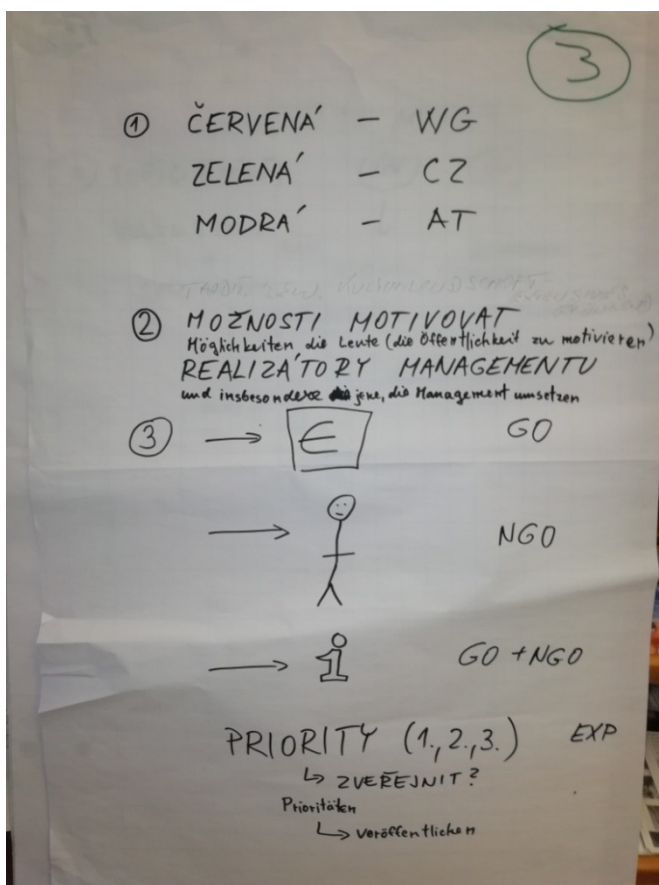 3
① ČERVENÁ – WG
ZELENÁ – CZ
MODRÁ – AT
② MOŽNOSTI MOTIVOVAT
Möglichkeiten die Leute (die Öffentlichkeit zu motivieren)
REALIZÁTORY MANAGEMENTU
und insbesondere jene, die Management umsetzen
③ → € GO
→ NGO
→ i GO + NGO
PRIORITY (1., 2., 3.) EXP
↳ ZVEŘEJNIT?
Prioritäten
↳ veröffentlichen